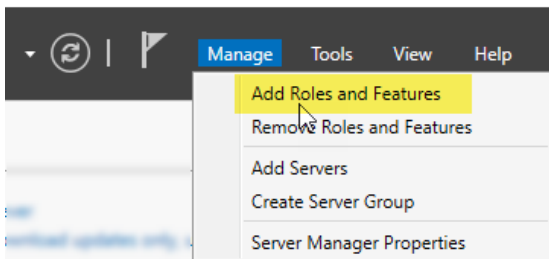 Manage Tools View Help
Add Roles and Features
Remove Roles and Features
Add Servers
Create Server Group
Server Manager Properties